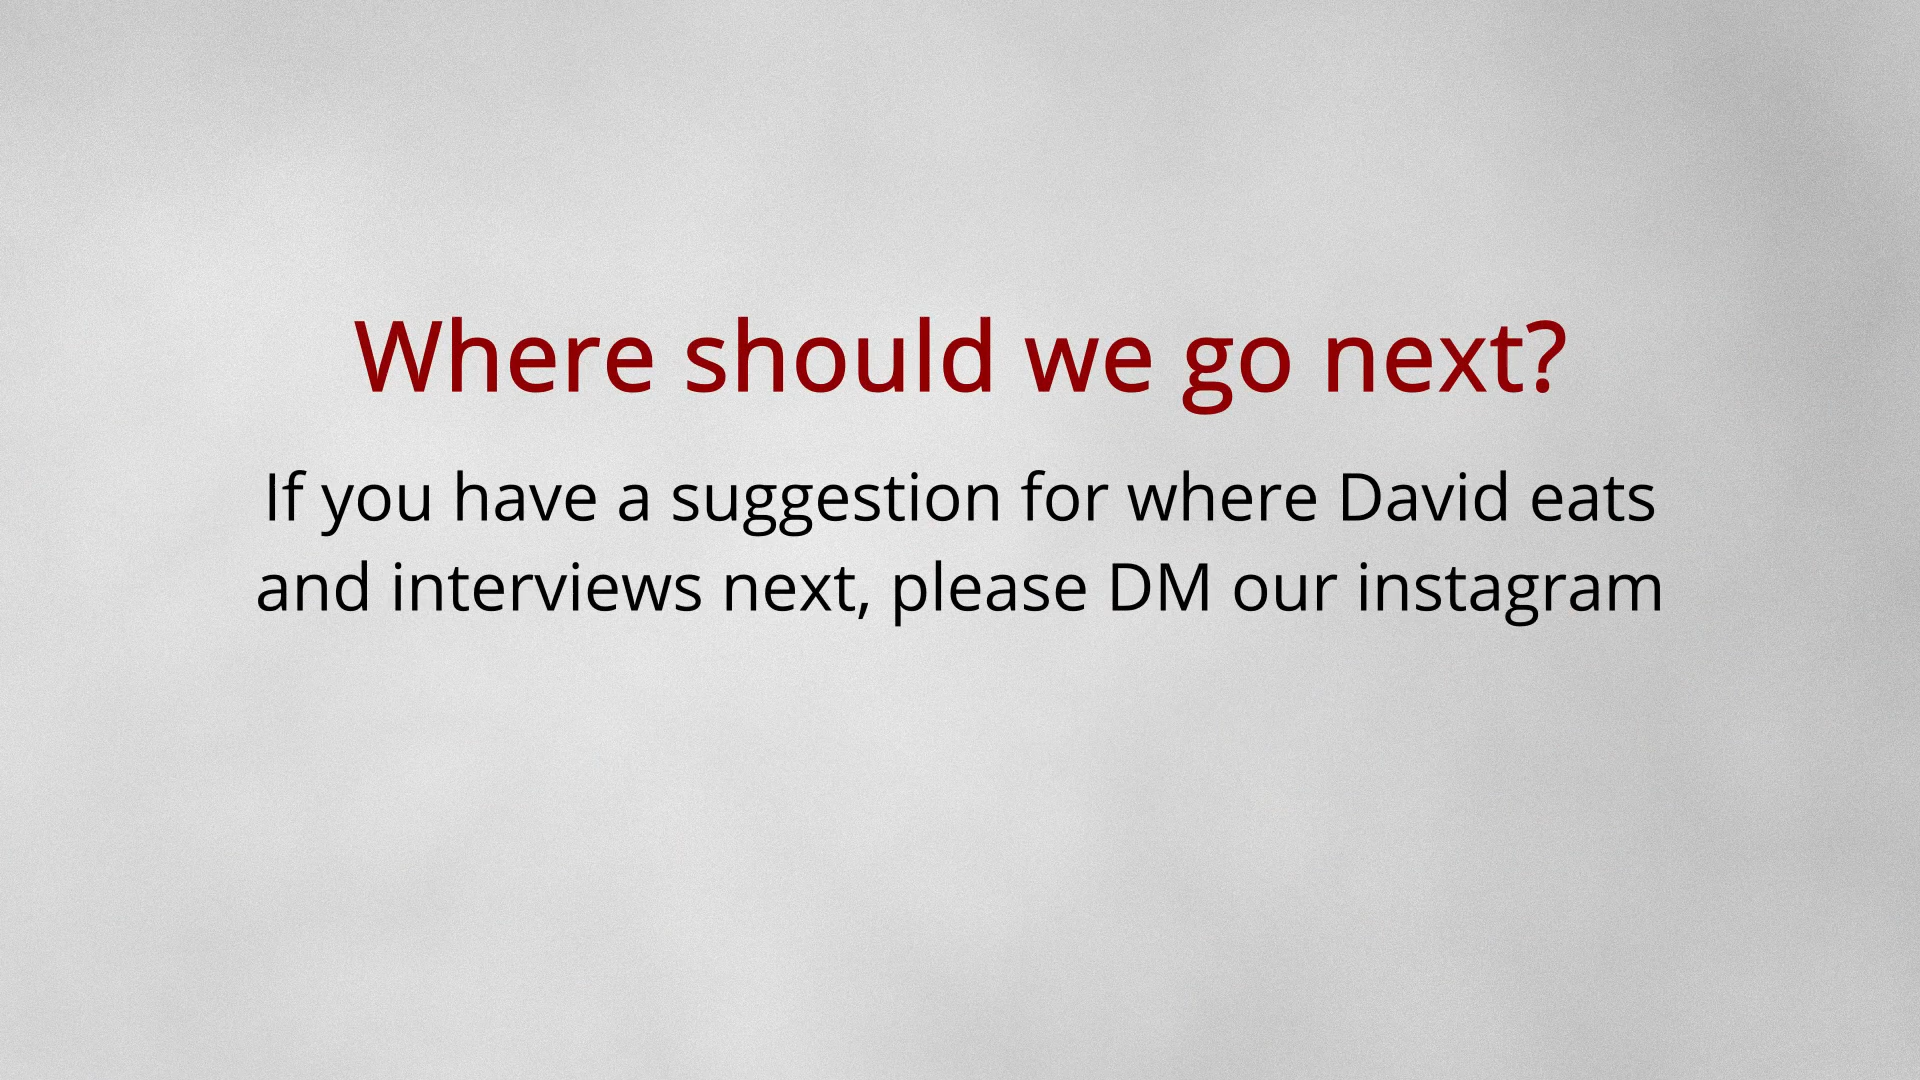 Where should we go next?
If you have a suggestion for where David eats
and interviews next, please DM our instagram